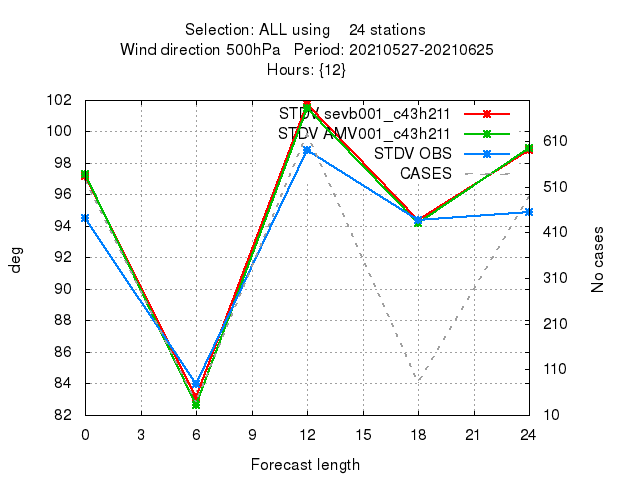 Selection: ALL using    24 stations
Wind direction 500hPa   Period: 20210527-20210625
Hours: {12}
STDV sevb001_c43h211
STDV AMV001_c43h211
STDV OBS
CASES
102
100
98
96
94
92
90
88
86
84
82
610
510
410
310
210
110
10
deg
No cases
0 3 6 9 12 15 18 21 24
Forecast length